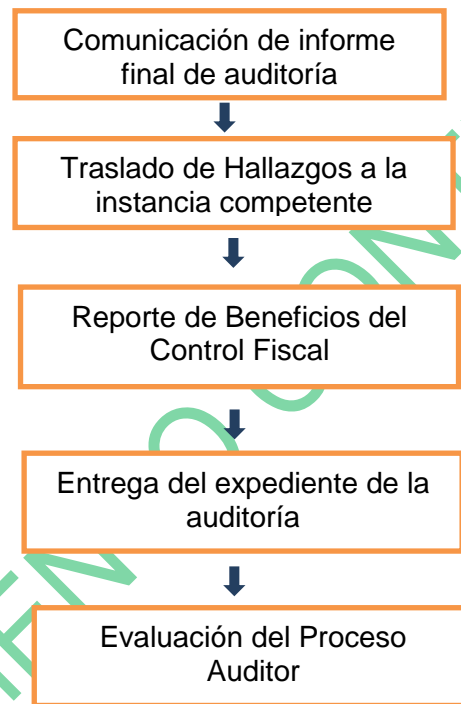 Comunicación de informe
final de auditoría
Traslado de Hallazgos a la
instancia competente
Reporte de Beneficios del
Control Fiscal
Entrega del expediente de la
auditoría
Evaluación del Proceso
Auditor